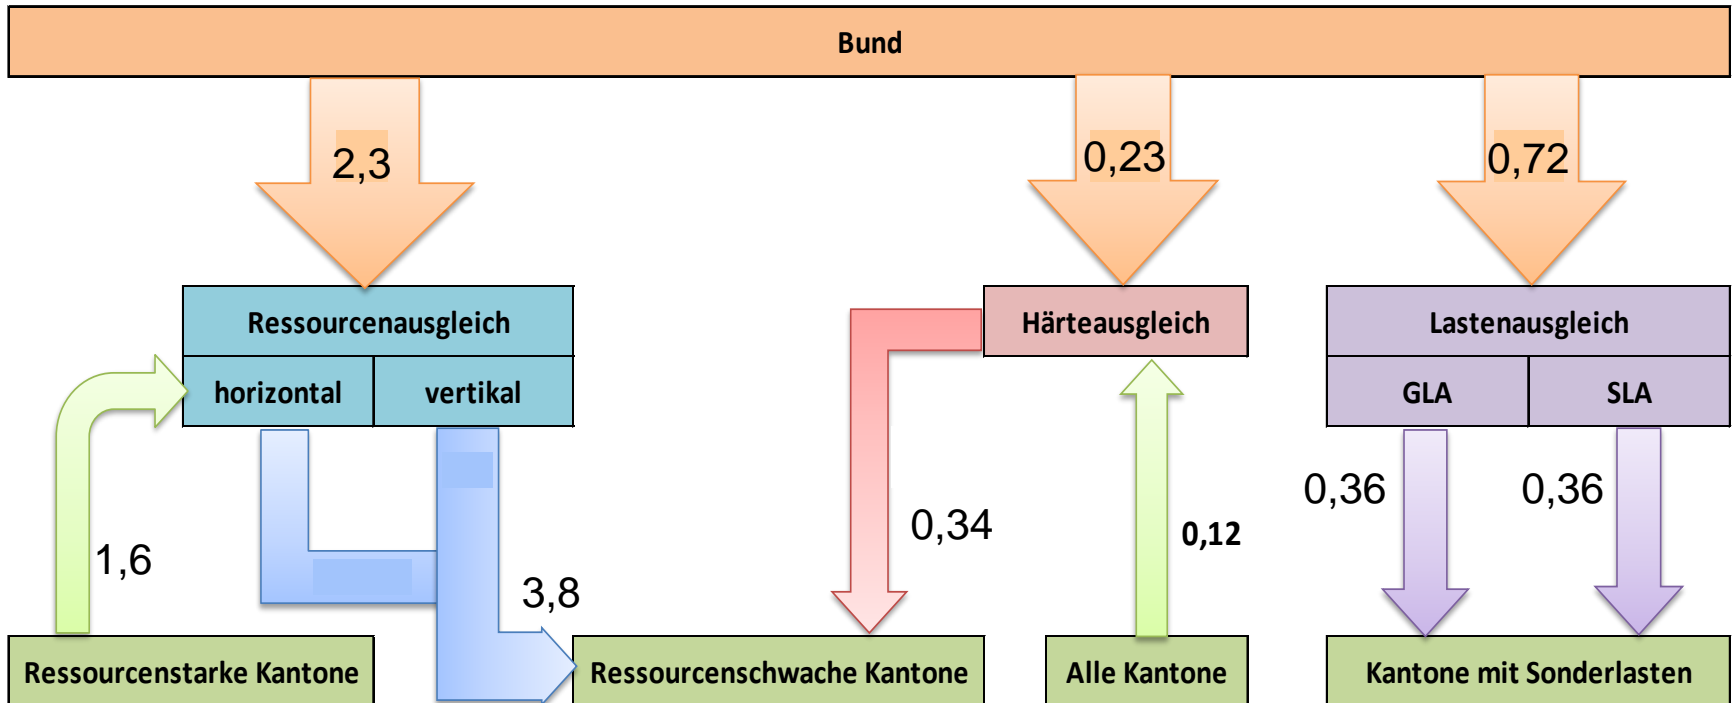 Bund
2,3
0,23
0,72
Ressourcenausgleich
Härteausgleich
Lastenausgleich
horizontal
vertikal
GLA
SLA
1,6
3,8
0,34
0,12
0,36
0,36
Ressourcenstarke Kantone
Ressourcenschwache Kantone
Alle Kantone
Kantone mit Sonderlasten